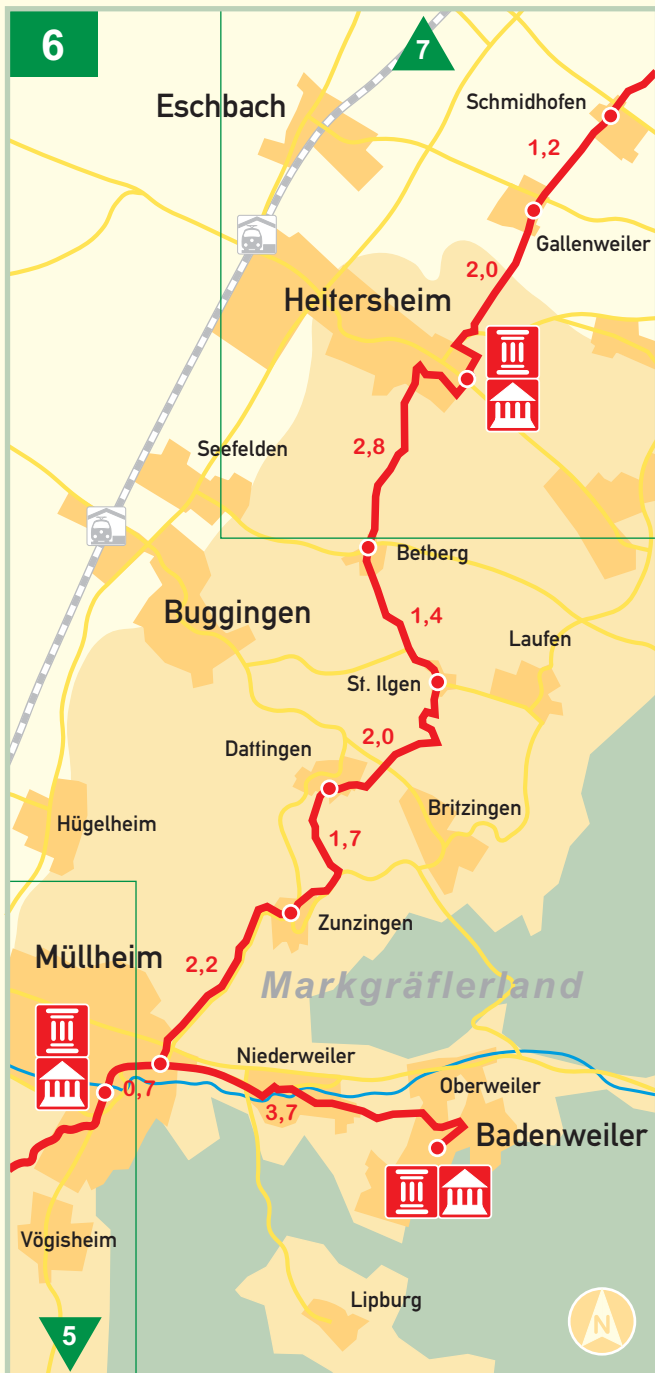 6
7
Eschbach
Schmidhofen
1,2
Gallenweiler
2,0
Heitersheim
2,8
Seefelden
Betberg
Buggingen
1,4
Laufen
St. Ilgen
2,0
Dattingen
Britzingen
Hügelheim
1,7
Zunzingen
Müllheim
2,2
Markgräflerland
Niederweiler
Oberweiler
0,7
3,7
Badenweiler
Vögisheim
Lipburg
5
N